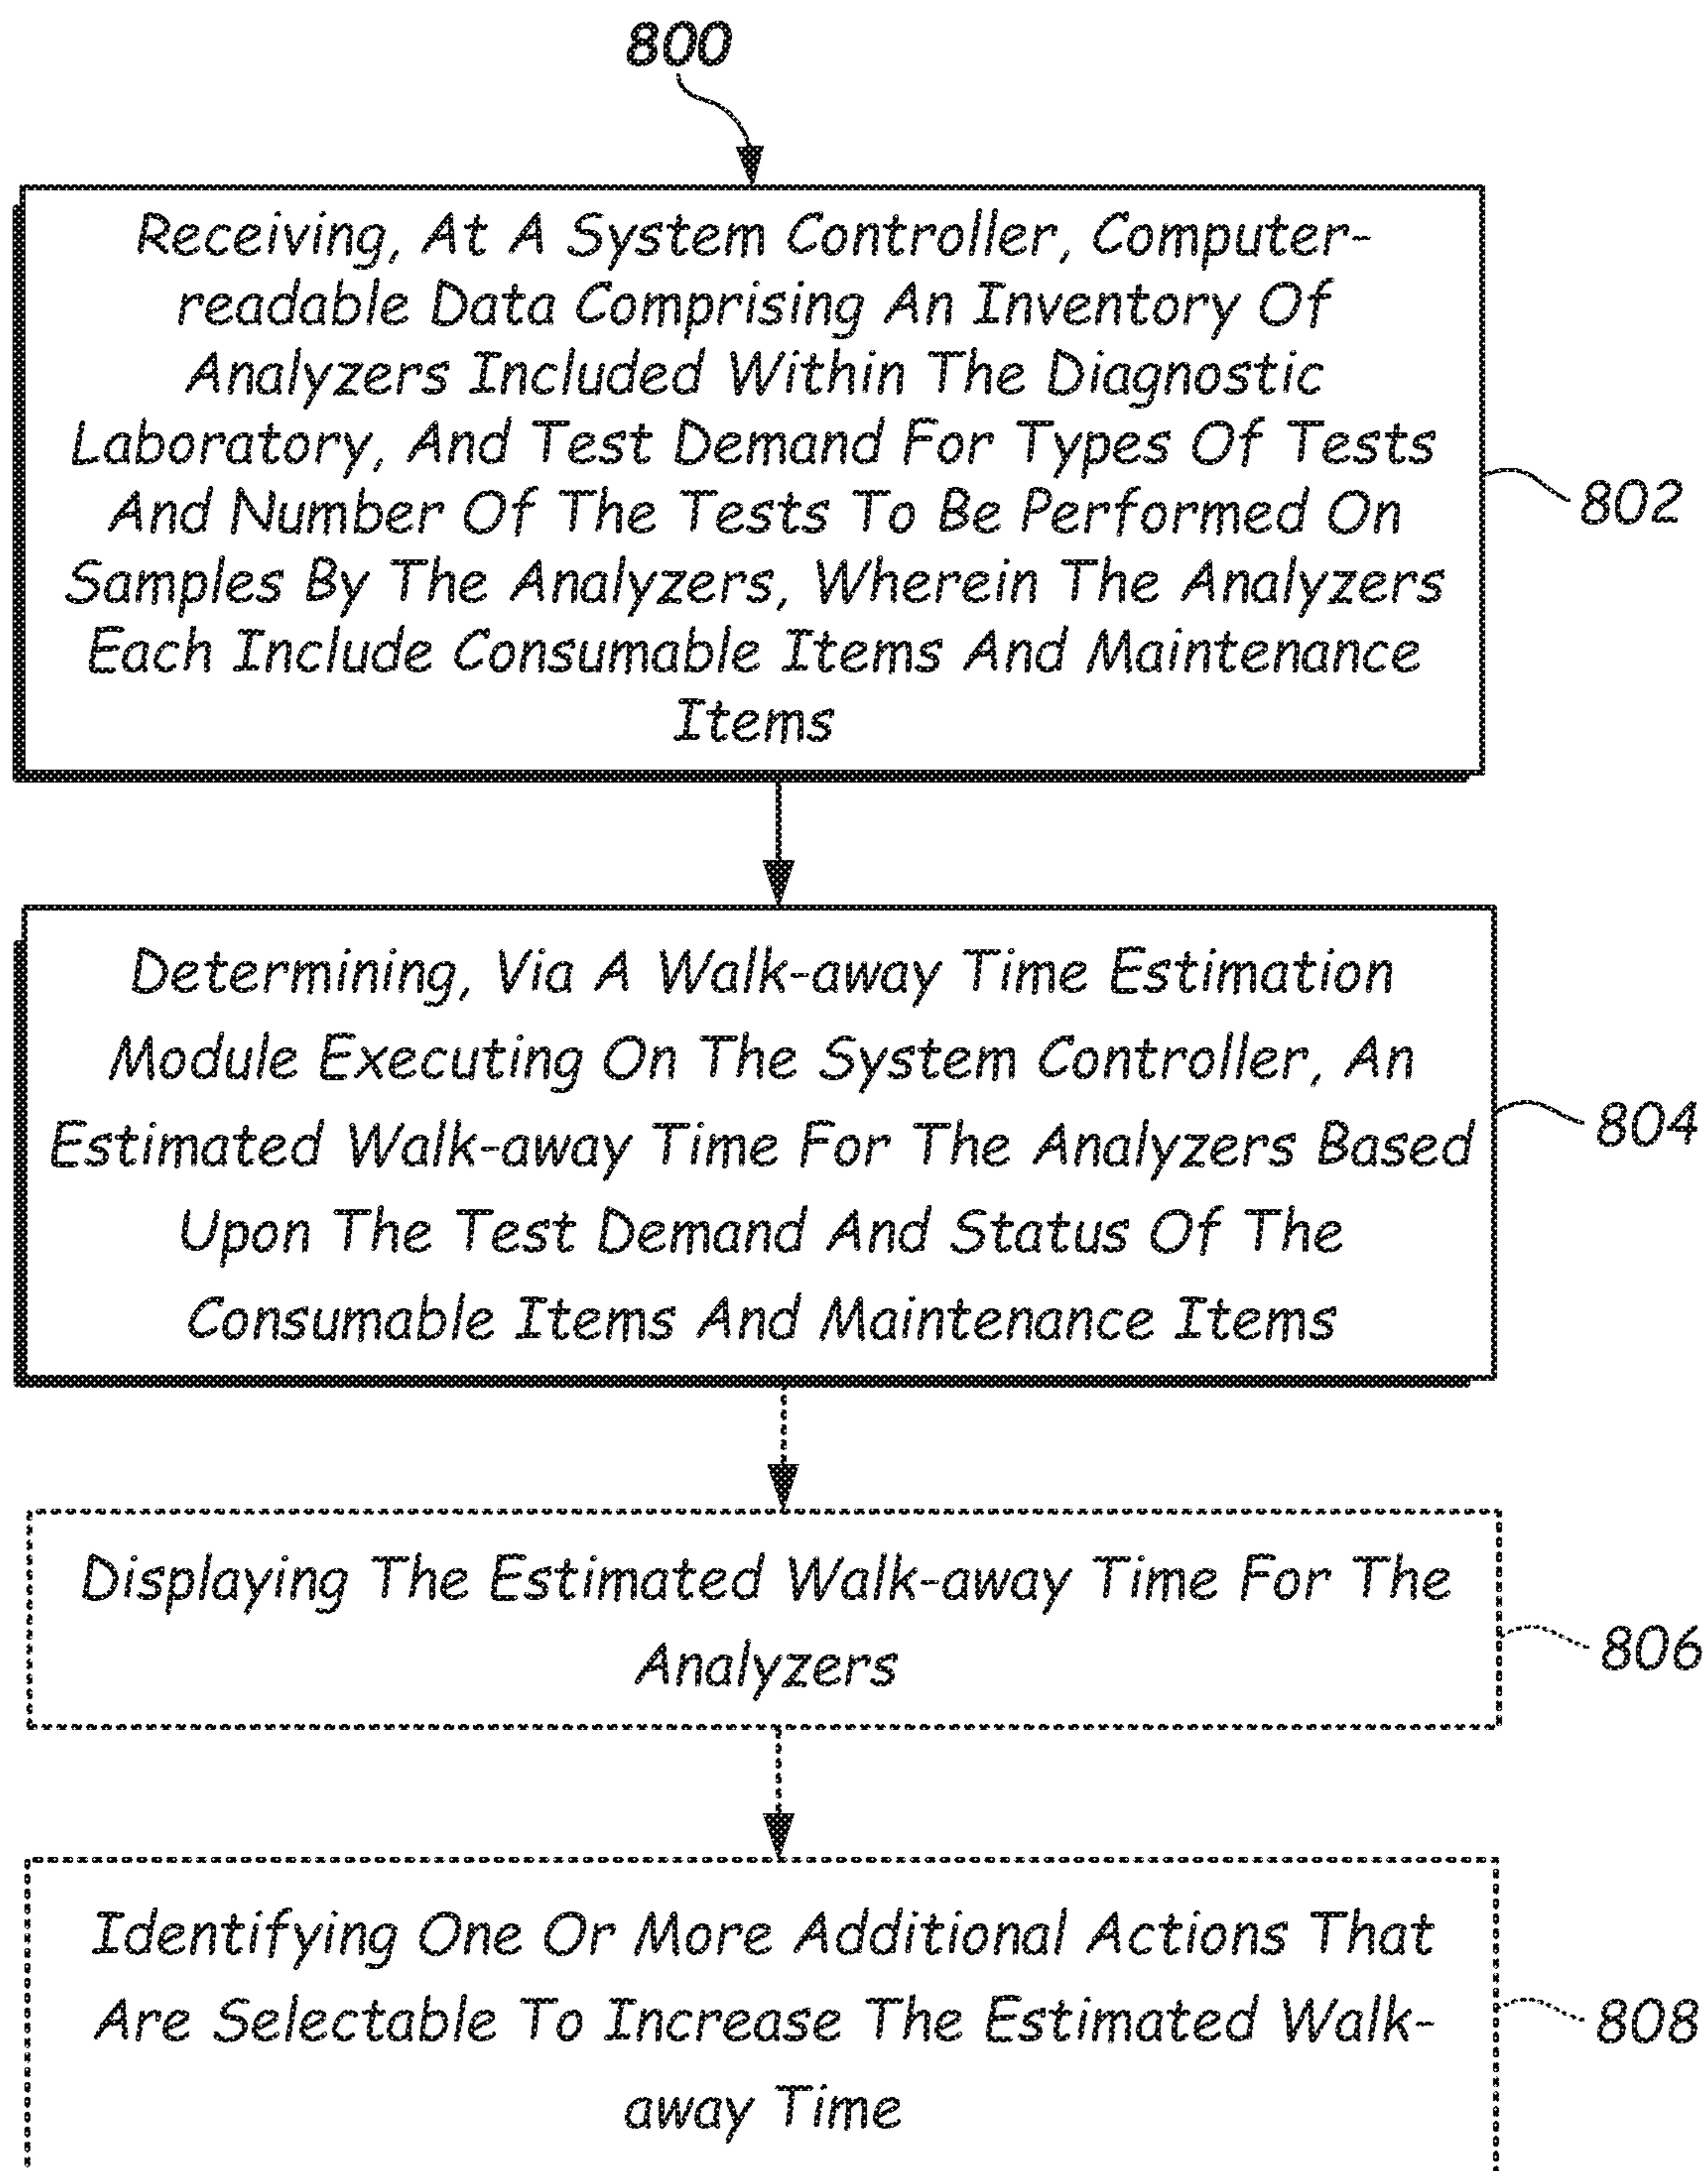 800
Receiving, At A System Controller, Computer-
readable Data Comprising An Inventory Of
Analyzers Included Within The Diagnostic
Laboratory, And Test Demand For Types Of Tests
And Number Of The Tests To Be Performed On
Samples By The Analyzers, Wherein The Analyzers
Each Include Consumable Items And Maintenance
Items
802
Determining, Via A Walk-away Time Estimation
Module Executing On The System Controller, An
Estimated Walk-away Time For The Analyzers Based
Upon The Test Demand And Status Of The
Consumable Items And Maintenance Items
804
Displaying The Estimated Walk-away Time For The
Analyzers
806
Identifying One Or More Additional Actions That
Are Selectable To Increase The Estimated Walk-
away Time
808